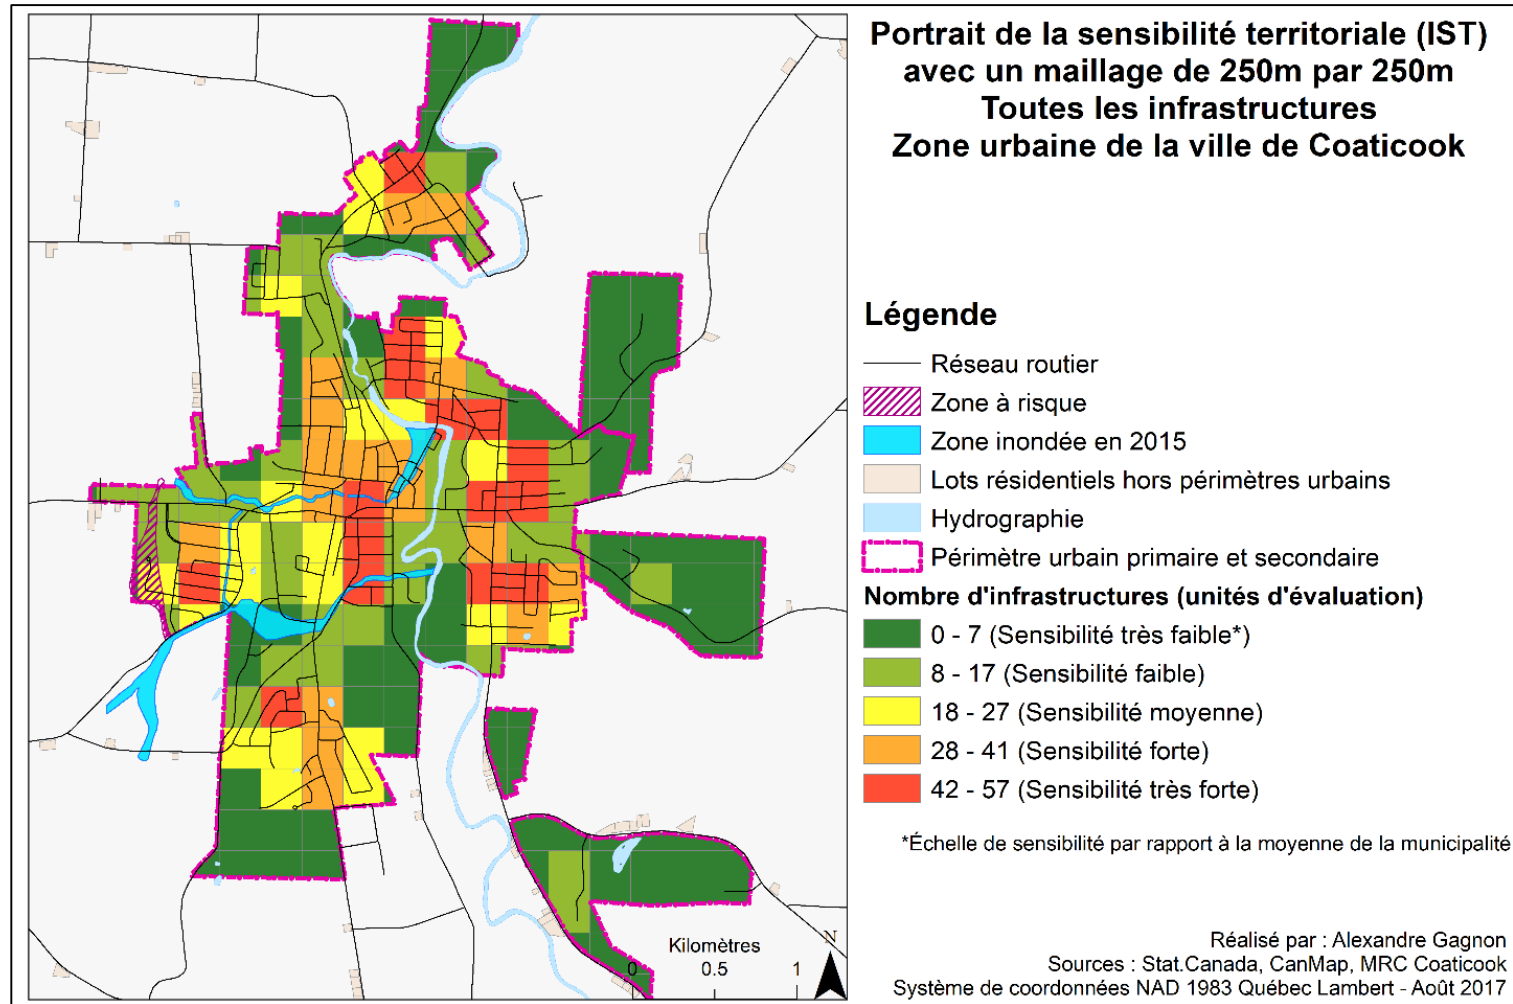 Portrait de la sensibilité territoriale (IST)
avec un maillage de 250m par 250m
Toutes les infrastructures
Zone urbaine de la ville de Coaticook
Légende
Réseau routier
Zone à risque
Zone inondée en 2015
Lots résidentiels hors périmètres urbains
Hydrographie
Périmètre urbain primaire et secondaire
Nombre d'infrastructures (unités d'évaluation)
0 - 7 (Sensibilité très faible*)
8 - 17 (Sensibilité faible)
18 - 27 (Sensibilité moyenne)
28 - 41 (Sensibilité forte)
42 - 57 (Sensibilité très forte)
*Échelle de sensibilité par rapport à la moyenne de la municipalité
Kilomètres
0 0.5 1
N
Réalisé par : Alexandre Gagnon
Sources : Stat.Canada, CanMap, MRC Coaticook
Système de coordonnées NAD 1983 Québec Lambert - Août 2017